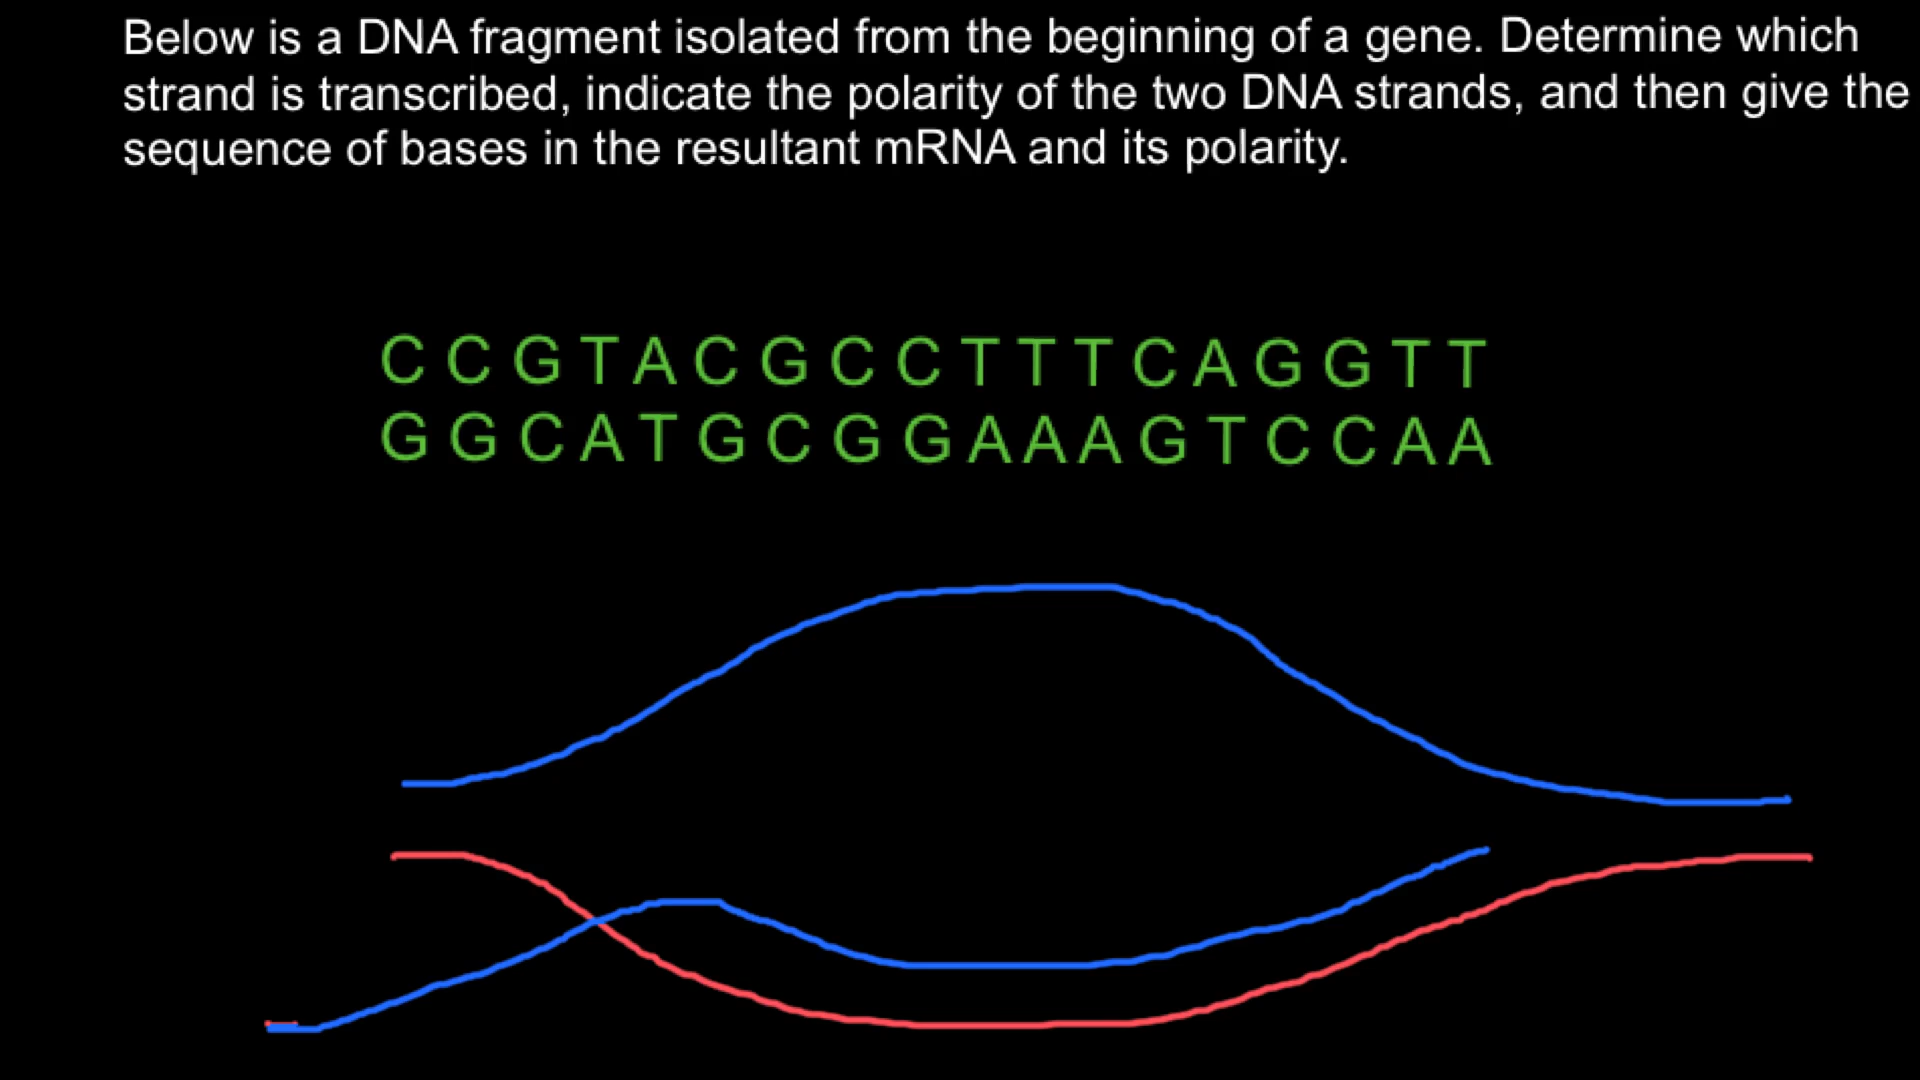 Below is a DNA fragment isolated from the beginning of a gene. Determine which
strand is transcribed, indicate the polarity of the two DNA strands, and then give the
sequence of bases in the resultant mRNA and its polarity.
C C G T A C G C C T T T C A G G T T
G G C A T G C G G A A A G T C C A A